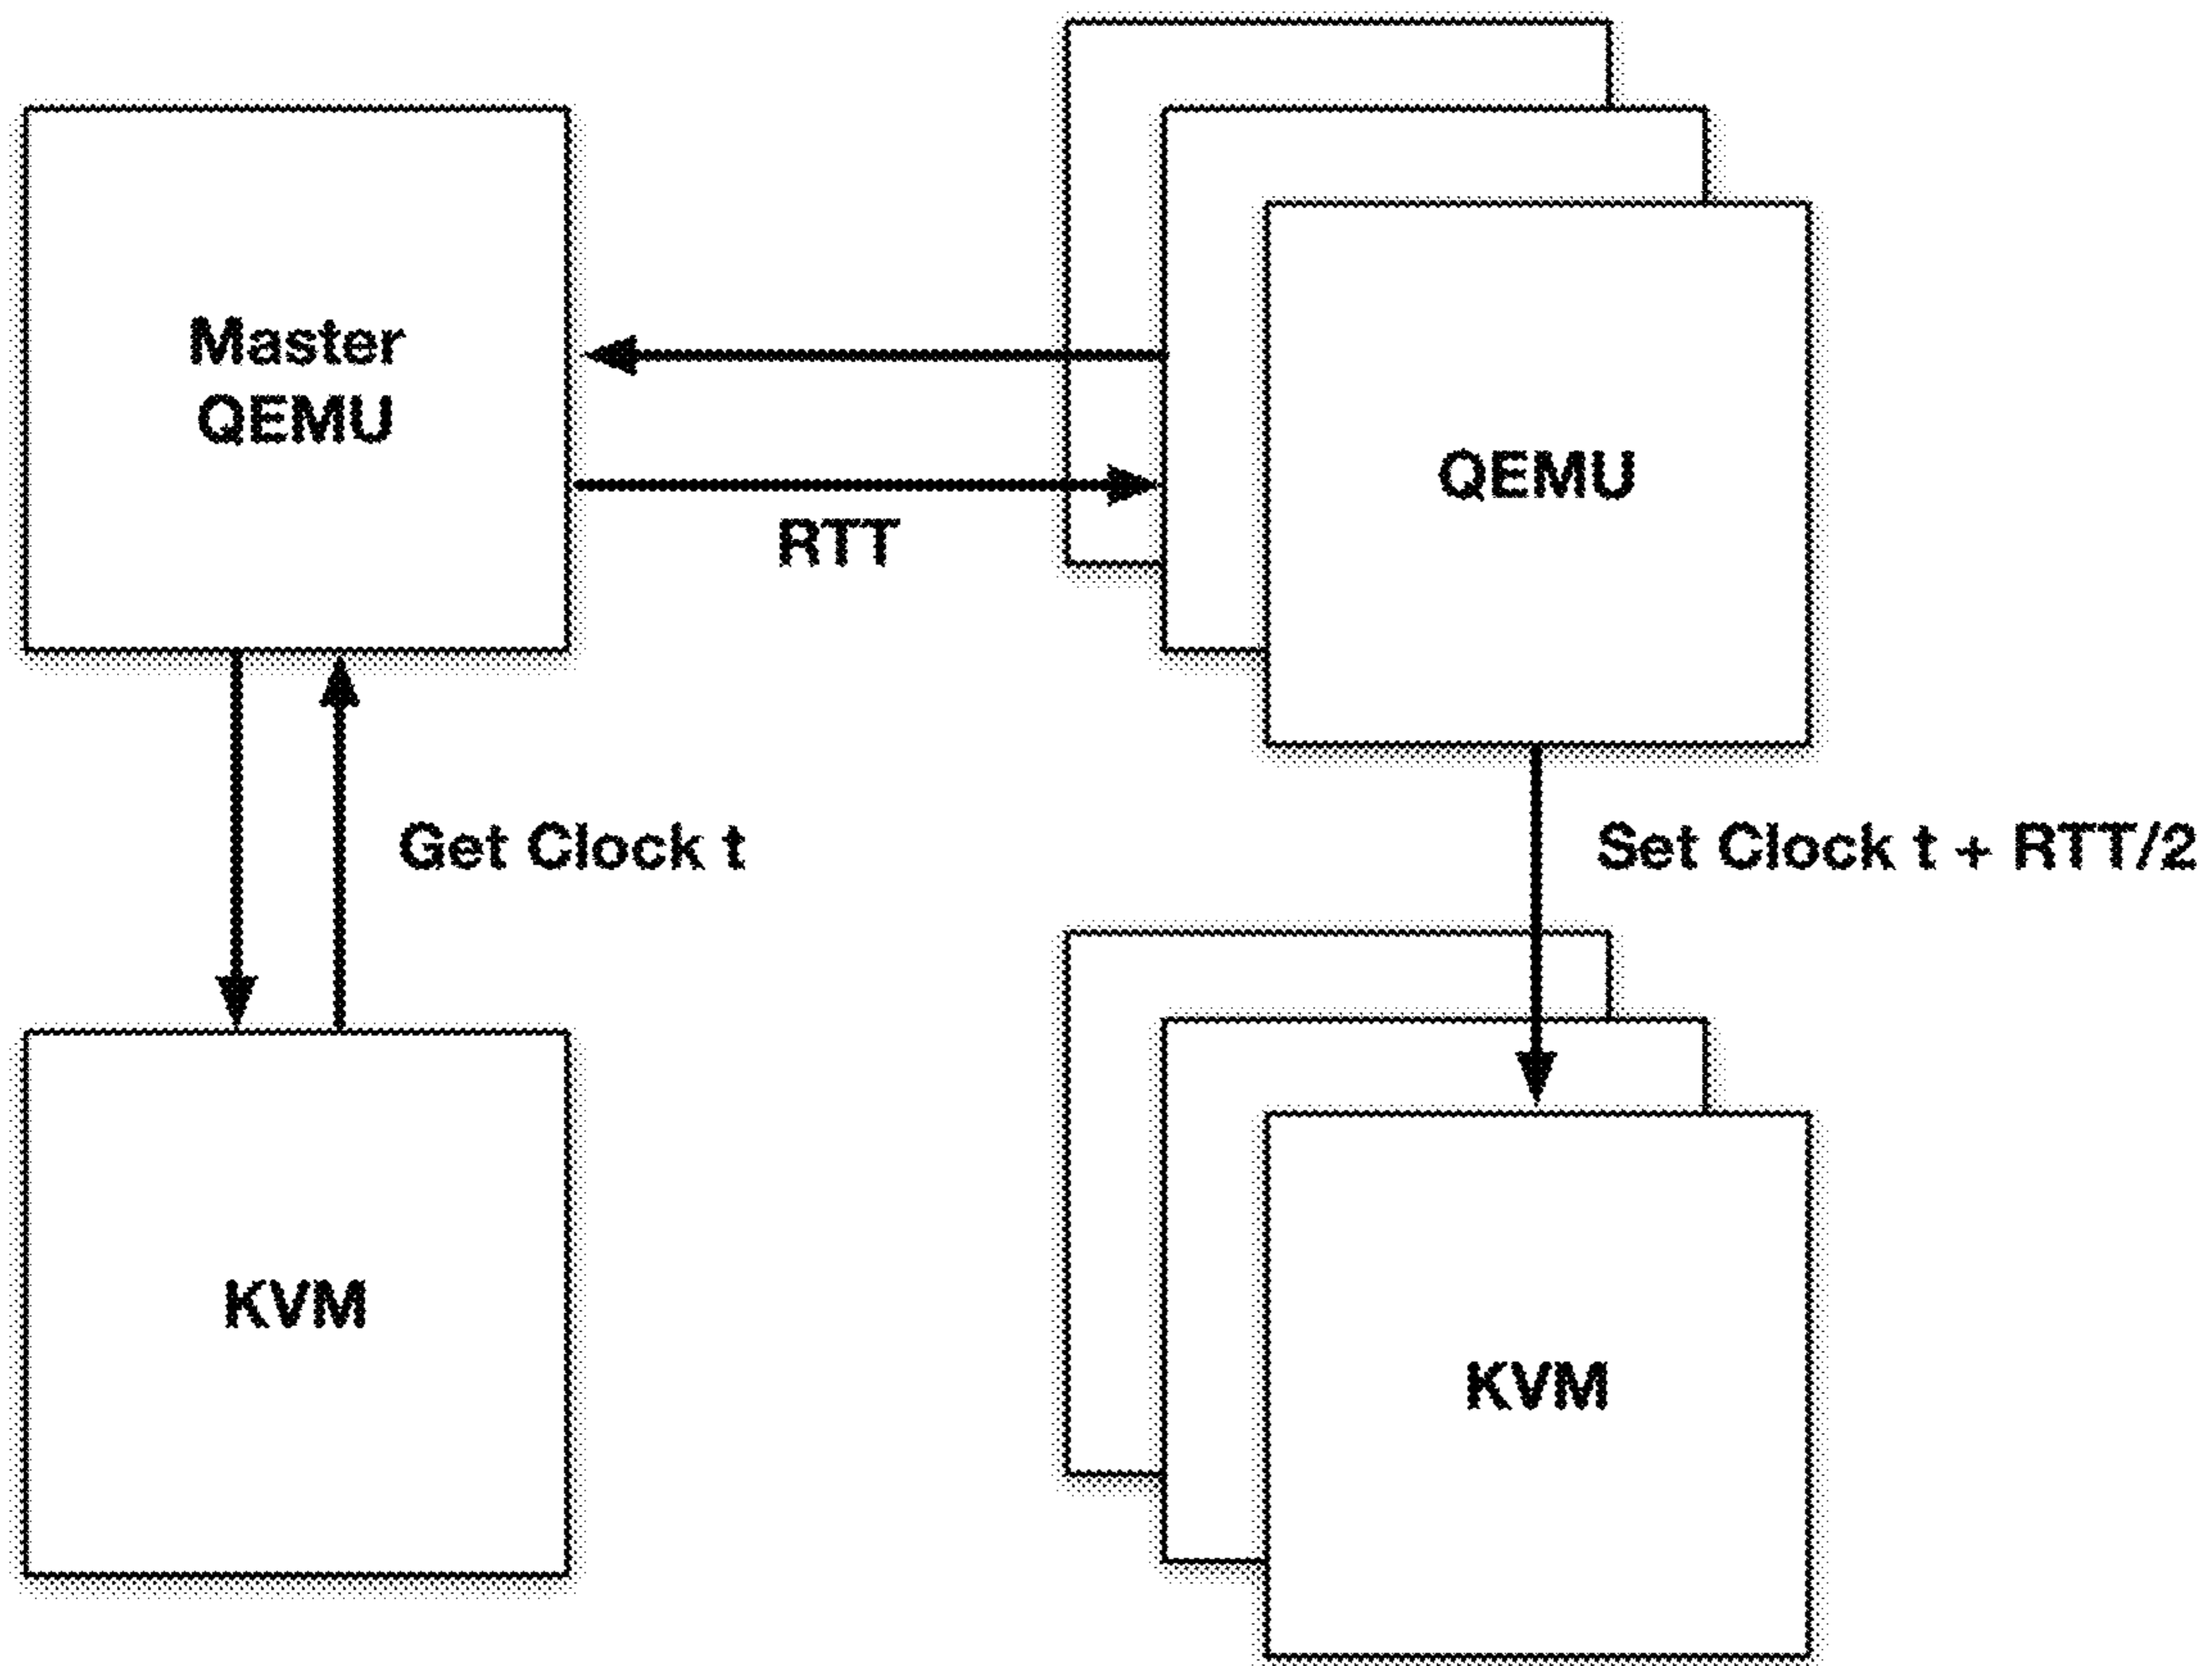 Master
QEMU
QEMU
RTT
Get Clock t
Set Clock t + RTT/2
KVM
KVM